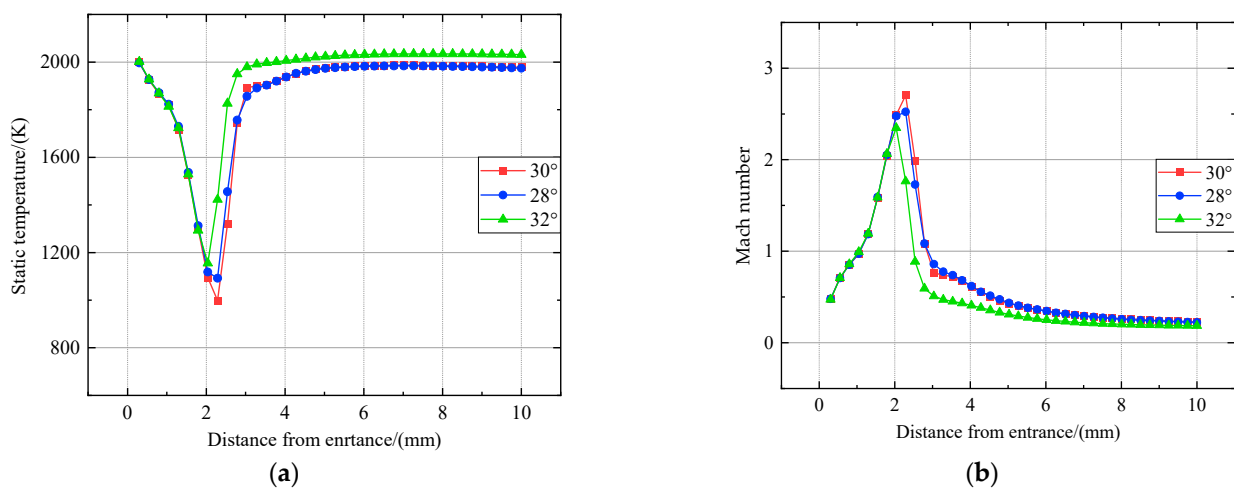 2000
1600
1200
800
Static temperature/(K)
30°
28°
32°
0 2 4 6 8 10
Distance from enrtance/(mm)
(a)
3
2
1
0
Mach number
30°
28°
32°
0 2 4 6 8 10
Distance from entrance/(mm)
(b)